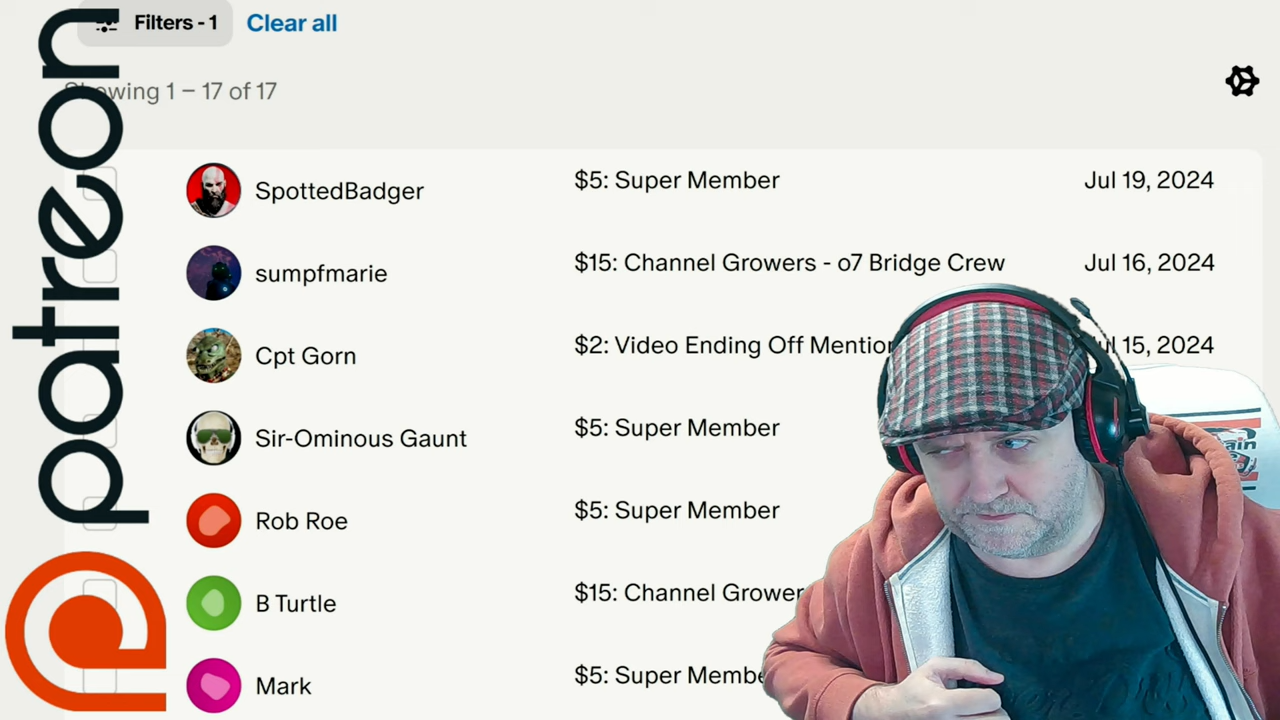 Filters - 1 Clear all
Showing 1 – 17 of 17
patreon
SpottedBadger $5: Super Member Jul 19, 2024
sumpfmarie $15: Channel Growers - o7 Bridge Crew Jul 16, 2024
Cpt Gorn $2: Video Ending Off Mention Jul 15, 2024
Sir-Ominous Gaunt $5: Super Member
Rob Roe $5: Super Member
B Turtle $15: Channel Grower
Mark $5: Super Membe